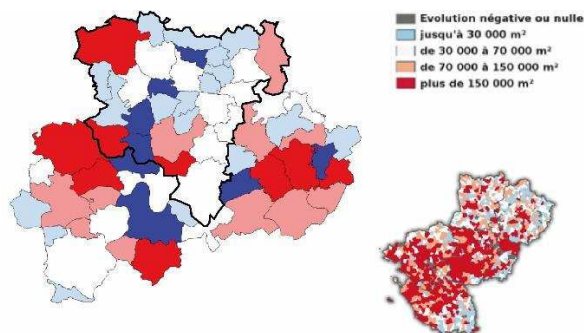 Evolution négative ou nulle
jusqu'à 30 000 m²
de 30 000 à 70 000 m²
de 70 000 à 150 000 m²
plus de 150 000 m²